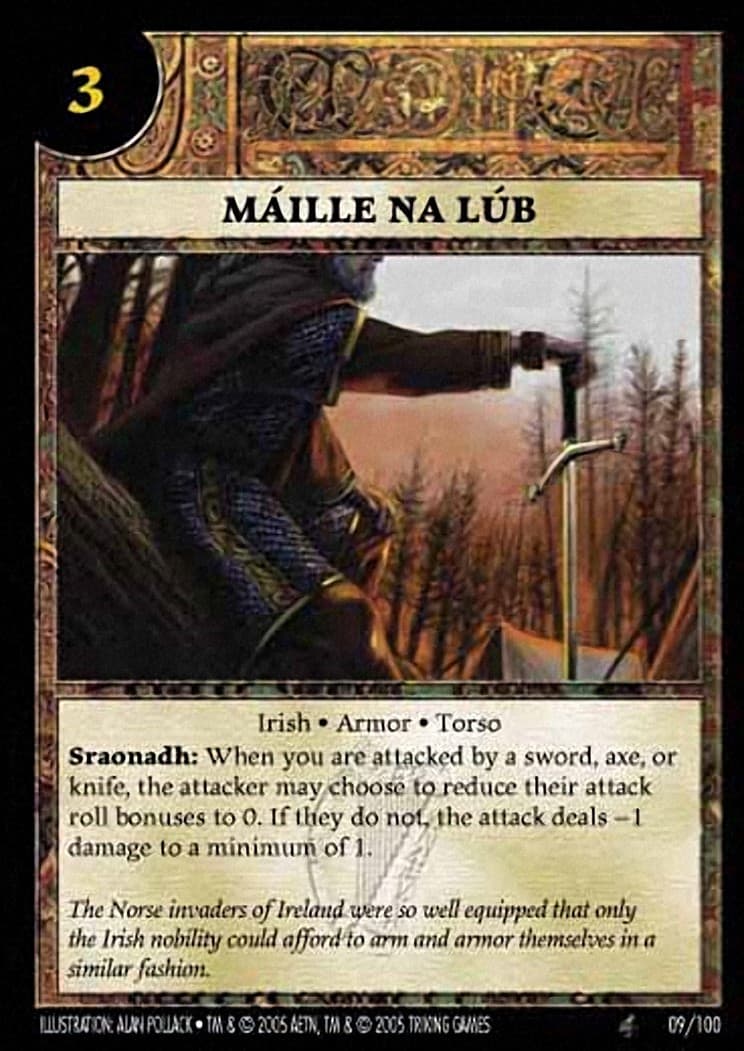 3
MÁILLE NA LÚB
Irish • Armor • Torso
Sraonadh: When you are attacked by a sword, axe, or
knife, the attacker may choose to reduce their attack
roll bonuses to 0. If they do not, the attack deals –1
damage to a minimum of 1.
The Norse invaders of Ireland were so well equipped that only
the Irish nobility could afford to arm and armor themselves in a
similar fashion.
ILLUSTRATION: ALAN POLLACK • TM & © 2005 AETN, TM & © 2005 TRIKING GAMES 09/100